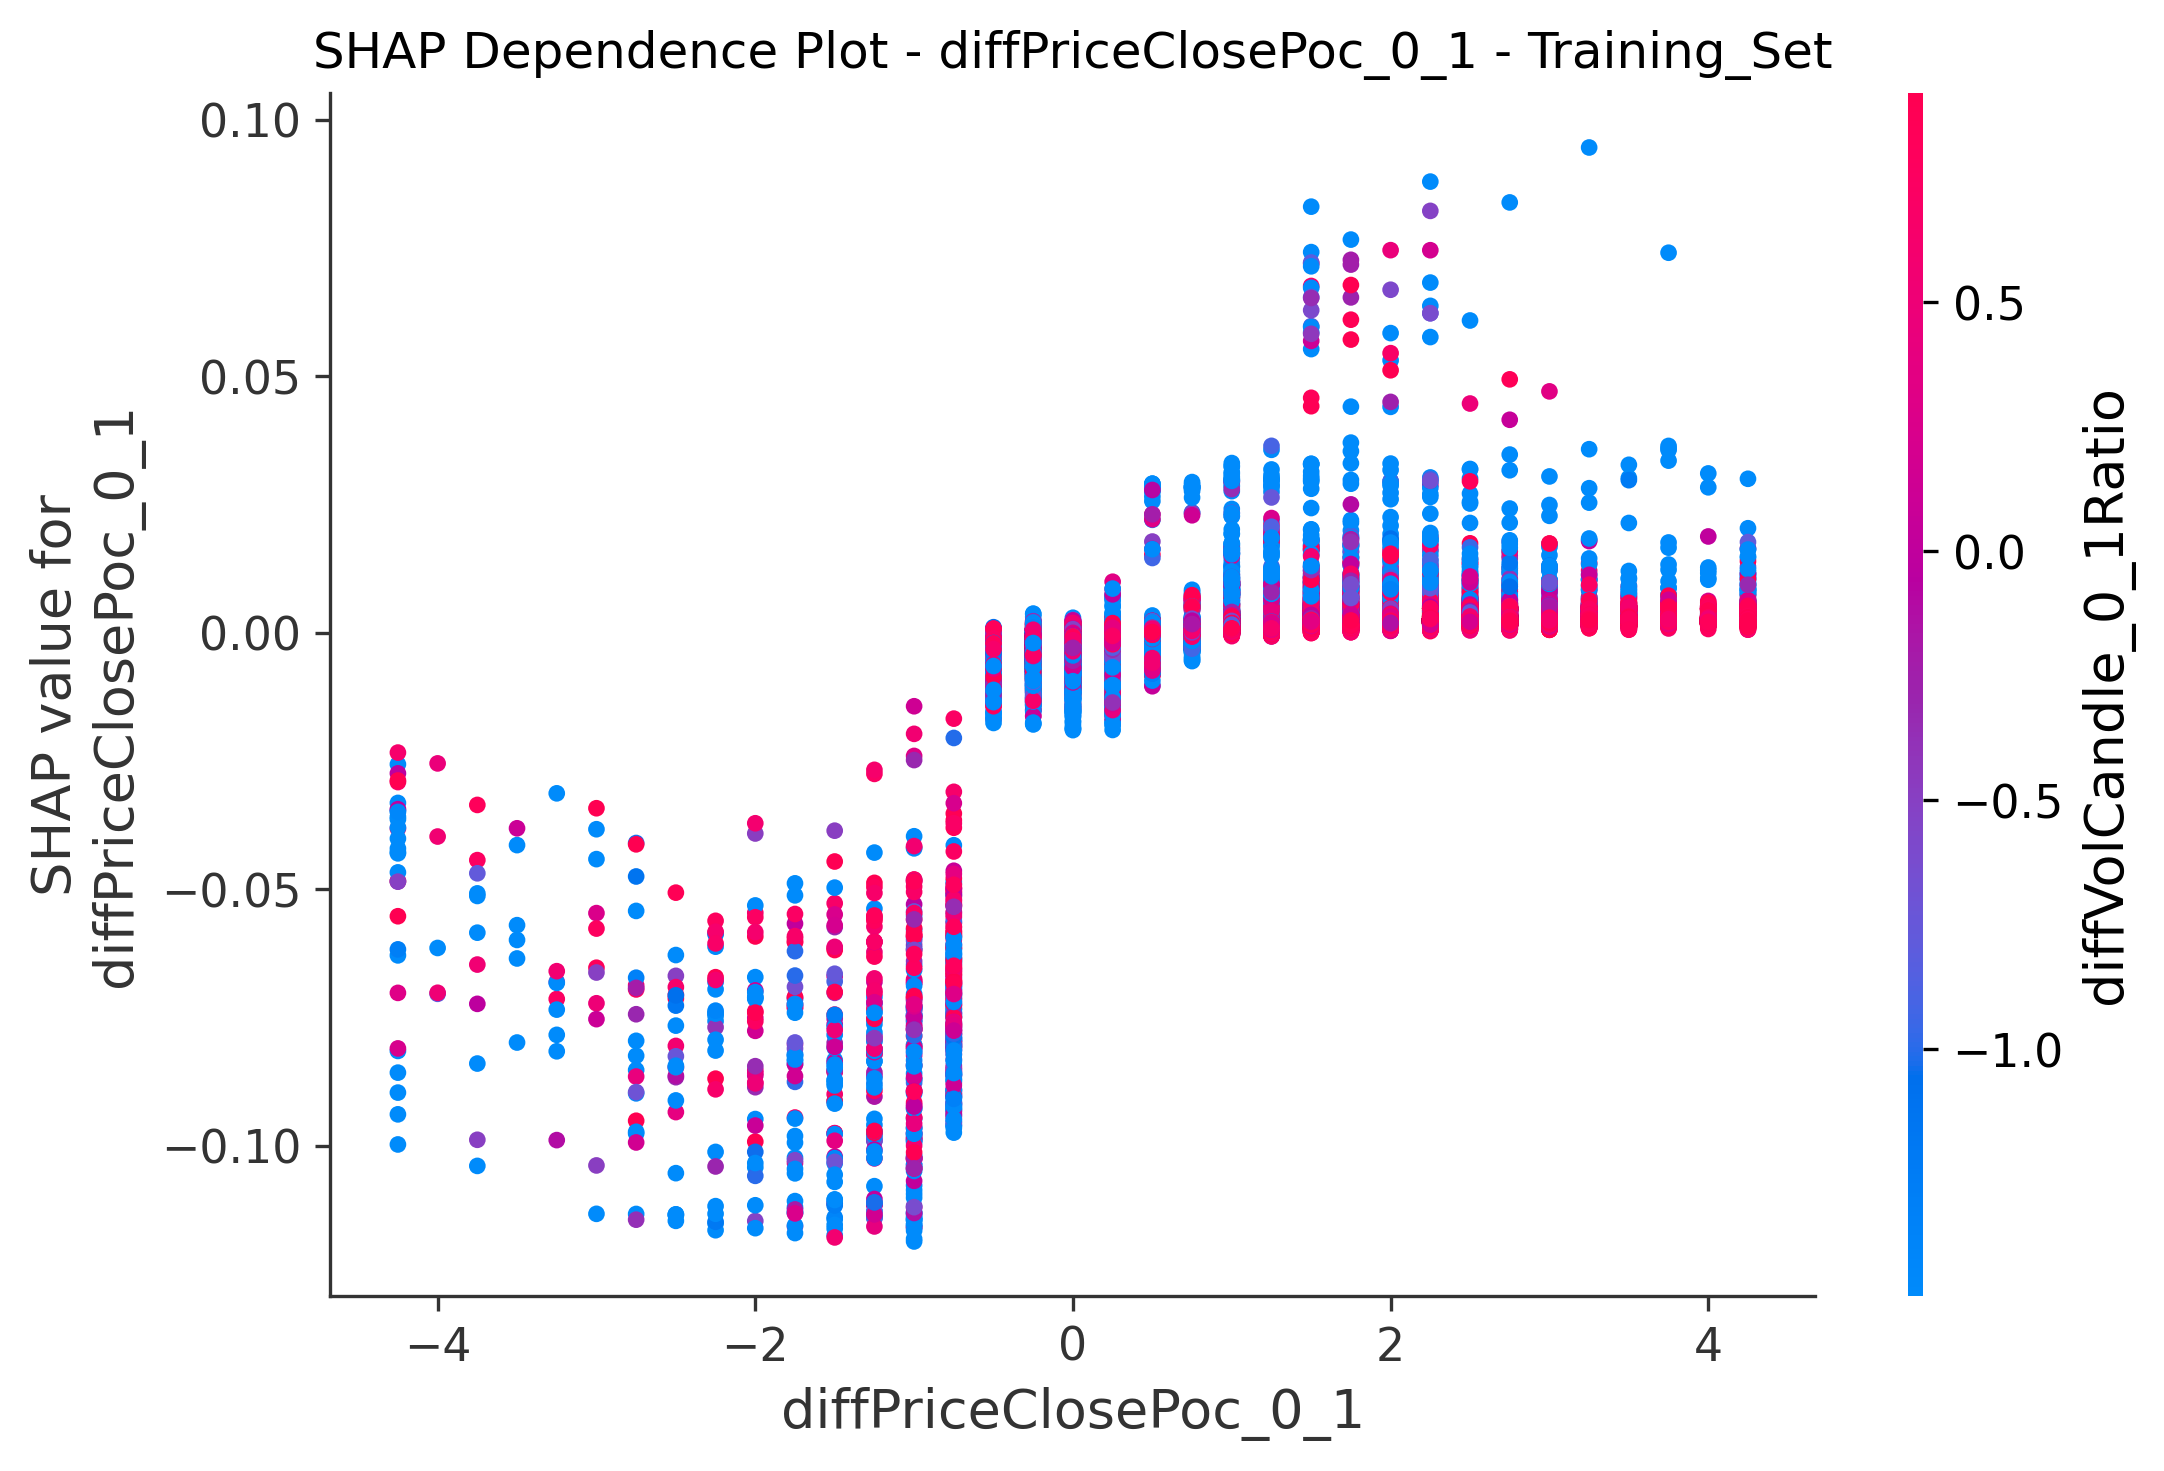 SHAP Dependence Plot - diffPriceClosePoc_0_1 - Training_Set
0.10
0.05
0.00
−0.05
−0.10
SHAP value for
diffPriceClosePoc_0_1
−4
−2
0
2
4
diffPriceClosePoc_0_1
0.5
0.0
−0.5
−1.0
diffVolCandle_0_1Ratio